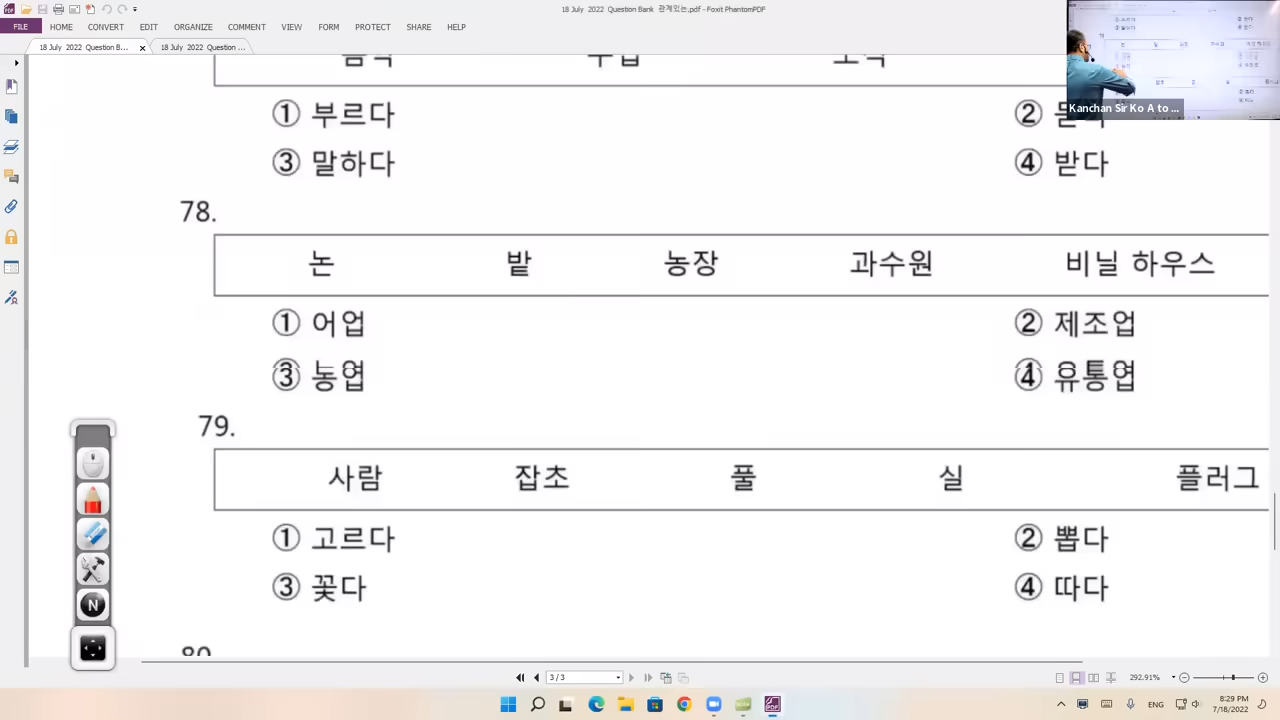 18 July 2022 Question Bank 관계있는.pdf - Foxit PhantomPDF
FILE HOME CONVERT EDIT ORGANIZE COMMENT VIEW FORM PROTECT SHARE HELP
18 July 2022 Question B... 18 July 2022 Question ...
Kanchan Sir Ko A to ...
① 부르다 ②
③ 말하다 ④ 받다
78.
논 밭 농장 과수원 비닐 하우스
① 어업 ② 제조업
③ 농업 ④ 유통업
79.
사람 잡초 풀 실 플러그
① 고르다 ② 뽑다
③ 꽃다 ④ 따다
N
3 / 3
292.91%
ENG
8:29 PM
7/18/2022